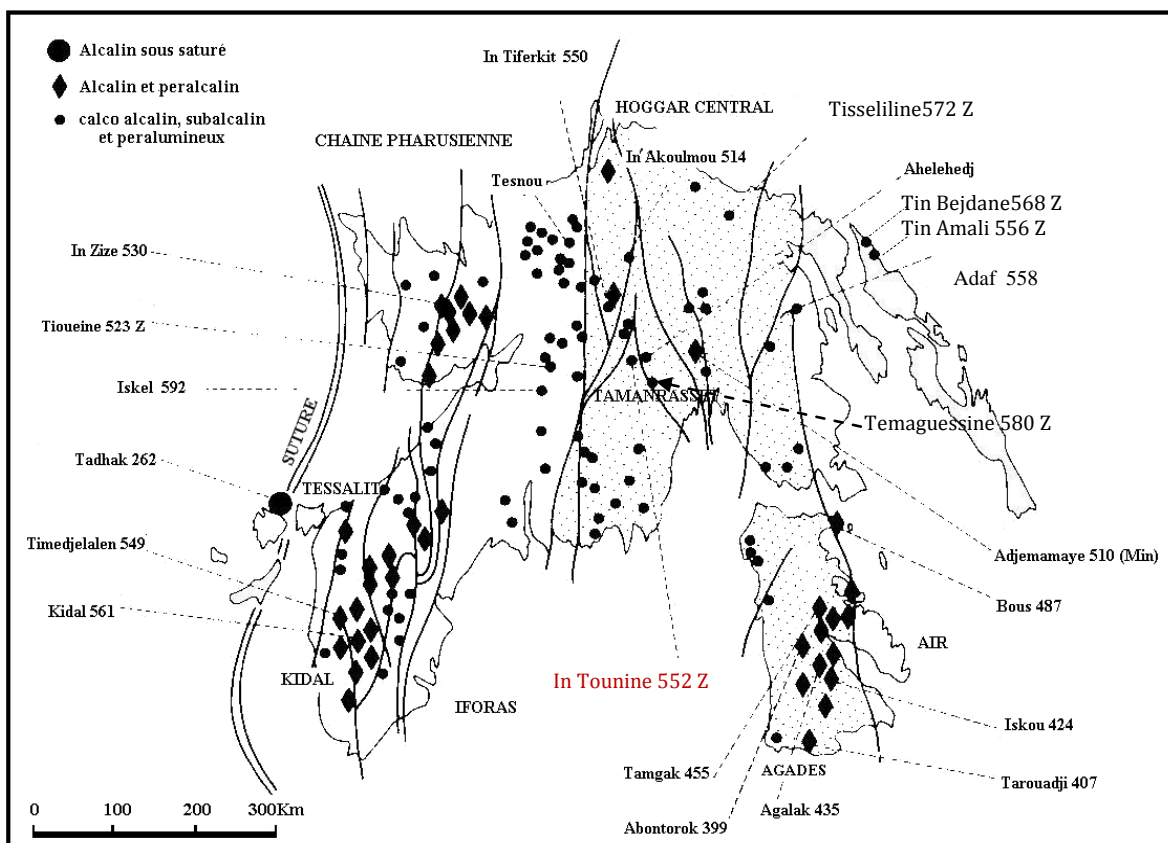 Alcalin sous saturé
Alcalin et peralcalin
calco alcalin, subalcalin
et peralumineux
In Tiferkit 550
HOGGAR CENTRAL
Tisseliline572 Z
CHAINE PHARUSIENNE
In Akoulmou 514
Ahelehedj
Tesnou
Tin Bejdane568 Z
Tin Amali 556 Z
In Zize 530
Adaf 558
Tioueine 523 Z
Iskel 592
TAMANRASSET
Temaguessine 580 Z
SUTURE
Tadhak 262
TESSALIT
Timedjelalen 549
Adjemamaye 510 (Min)
Bous 487
Kidal 561
AIR
KIDAL
In Tounine 552 Z
IFORAS
Iskou 424
Tamgak 455
AGADES
Tarouadji 407
Agalak 435
Abontorok 399
0 100 200 300Km